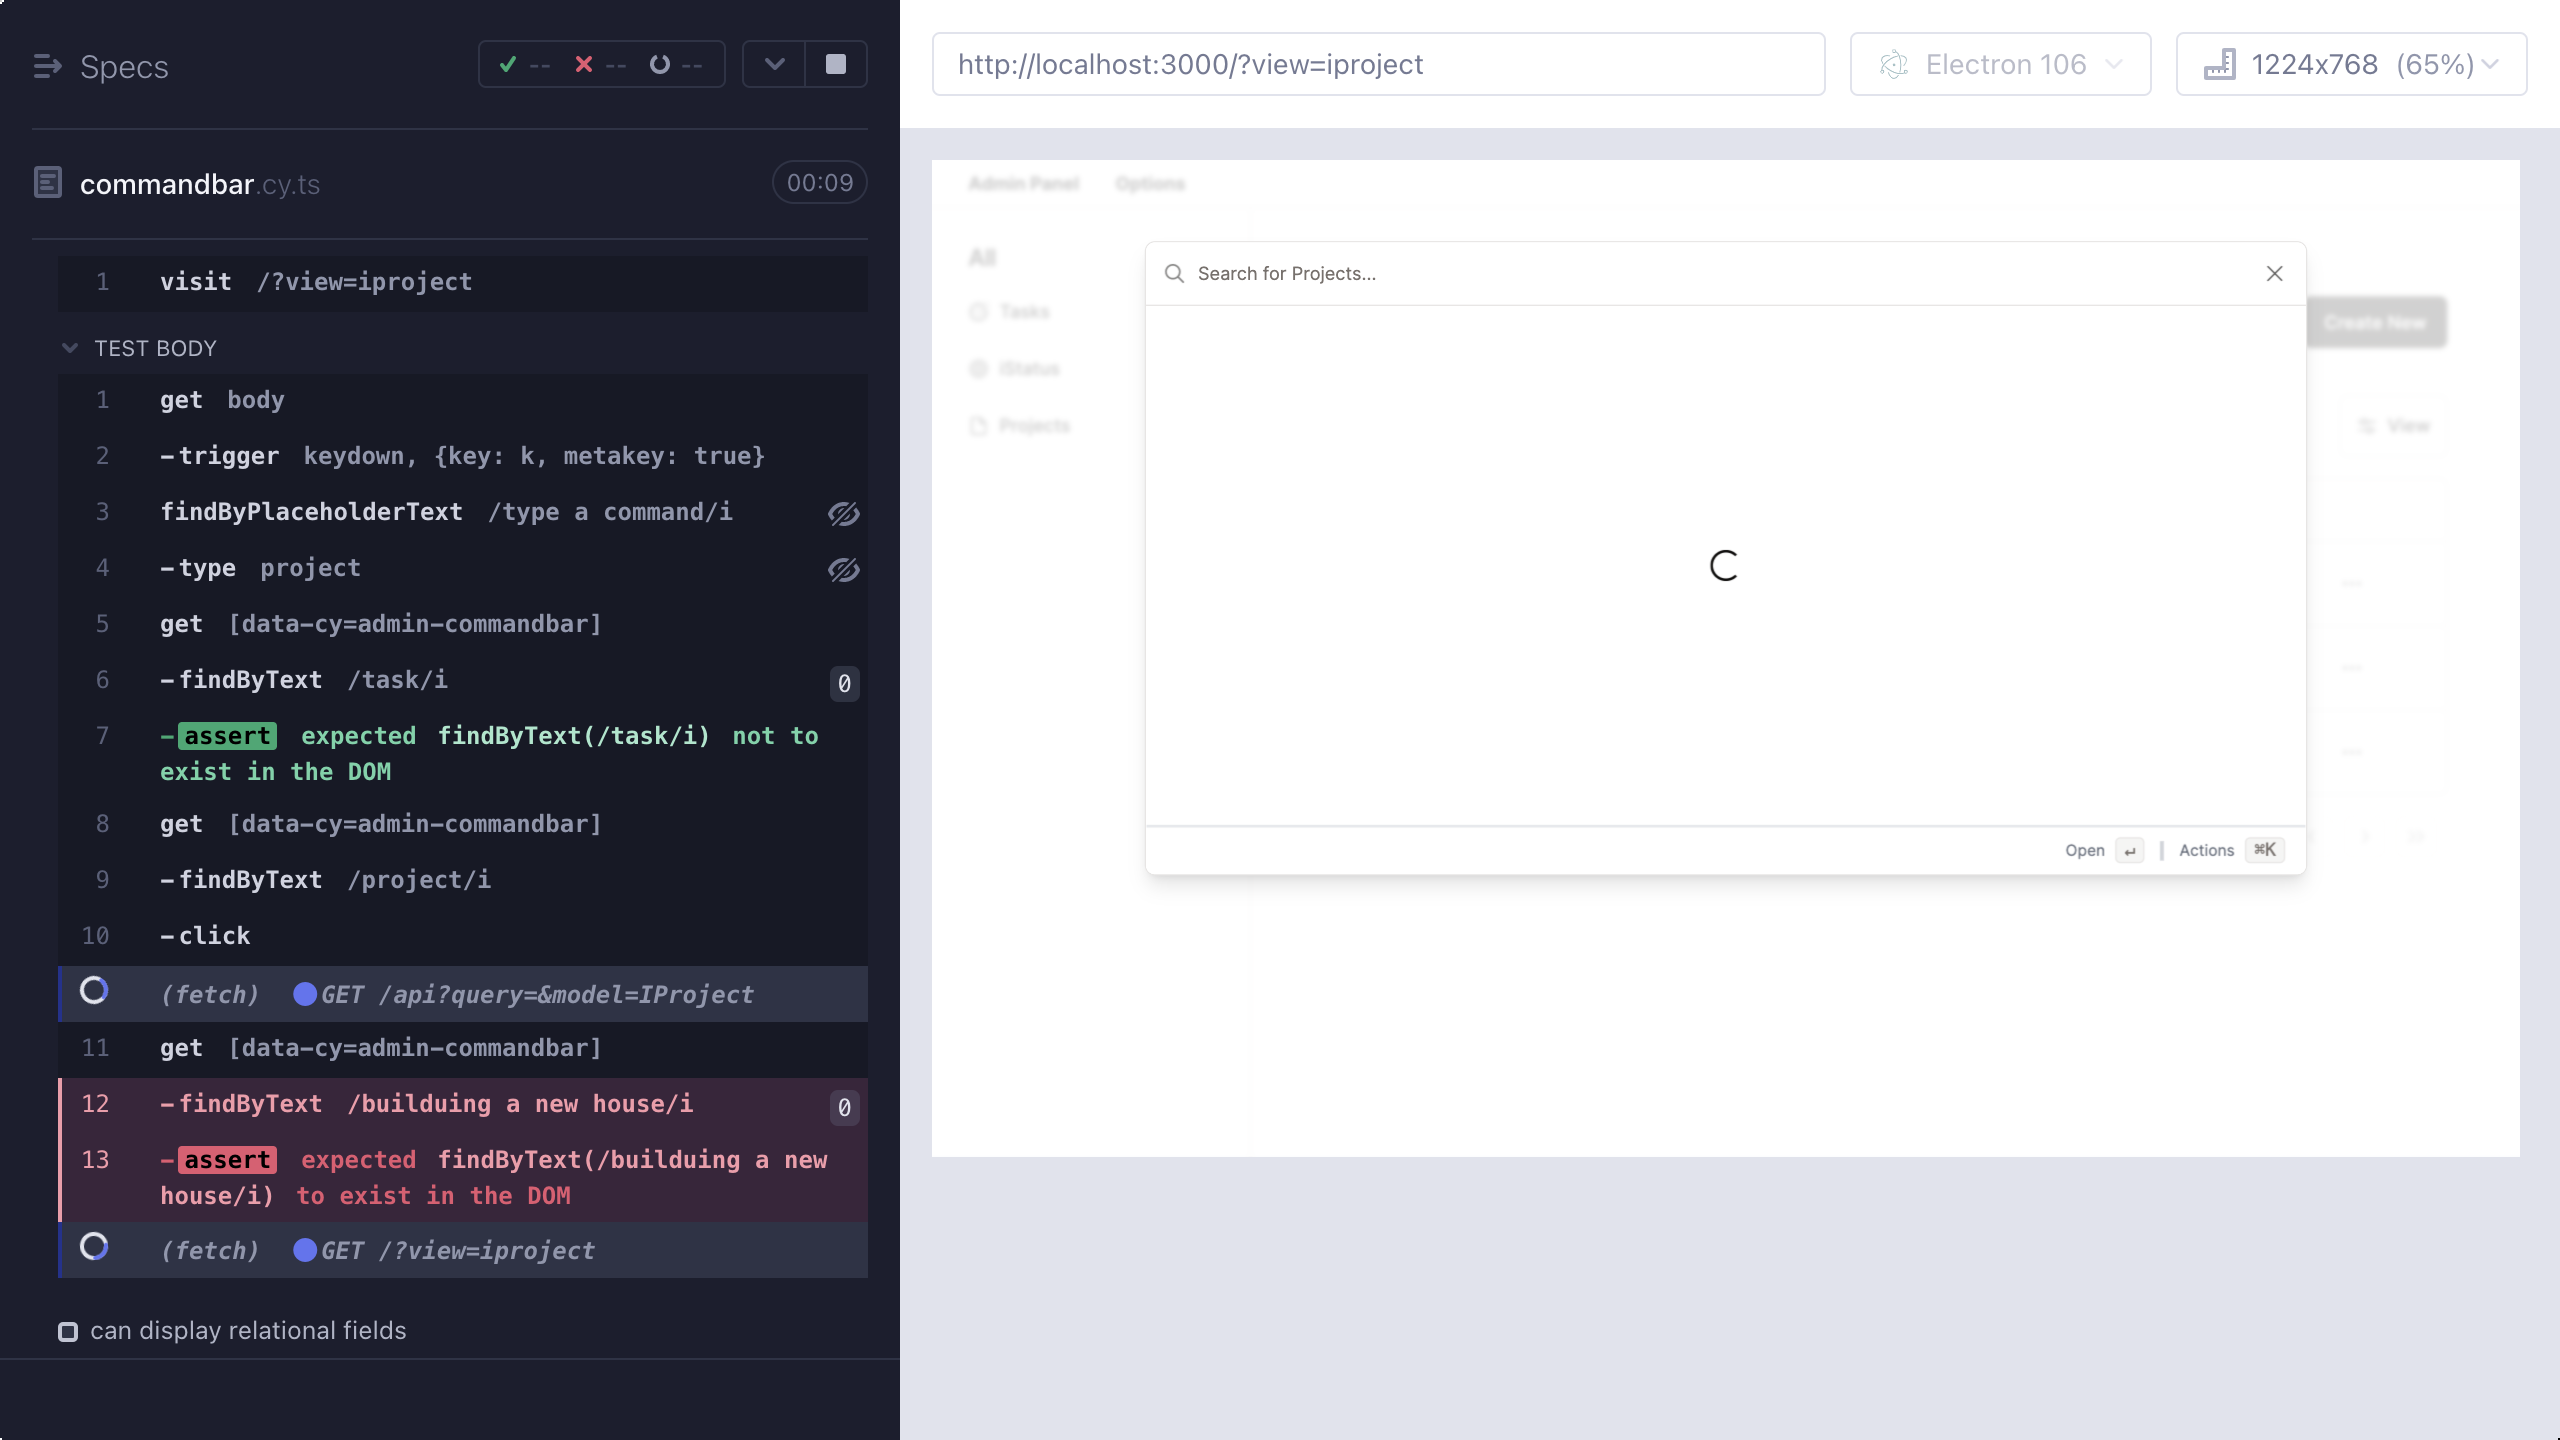 Specs
-- -- --
commandbar.cy.ts
00:09
1 visit /?view=iproject
TEST BODY
1 get body
2 -trigger keydown, {key: k, metakey: true}
3 findByPlaceholderText /type a command/i
4 -type project
5 get [data-cy=admin-commandbar]
6 -findByText /task/i 0
7 -assert expected findByText(/task/i) not to
exist in the DOM
8 get [data-cy=admin-commandbar]
9 -findByText /project/i
10 -click
(fetch) GET /api?query=&model=IProject
11 get [data-cy=admin-commandbar]
12 -findByText /builduing a new house/i 0
13 -assert expected findByText(/builduing a new
house/i) to exist in the DOM
(fetch) GET /?view=iproject
can display relational fields
http://localhost:3000/?view=iproject
Electron 106
1224x768 (65%)
Admin Panel Options
All
Tasks
iStatus
Projects
Search for Projects...
Create New
View
Open ↵ | Actions ⌘K